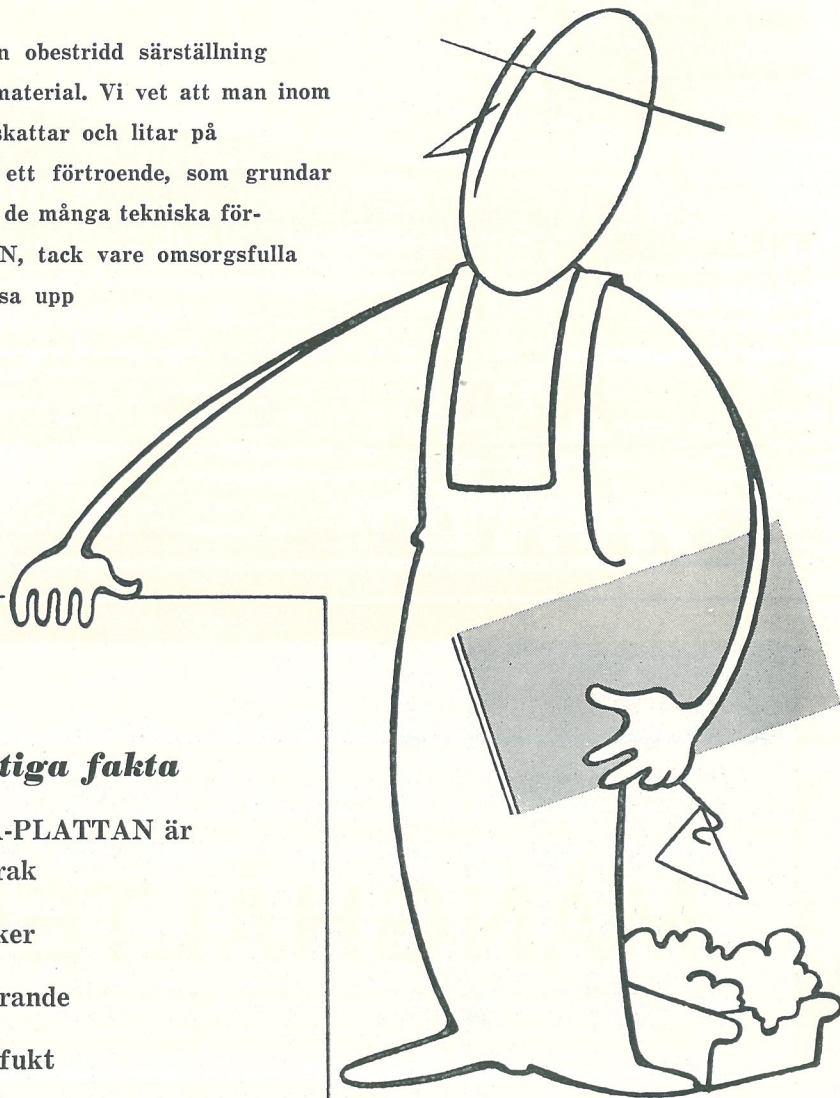 n obestridd särställning
material. Vi vet att man inom
skattar och litar på
ett förtroende, som grundar
de många tekniska för-
N, tack vare omsorgsfulla
sa upp
tiga fakta
-PLATTAN är
rak
ker
rande
fukt